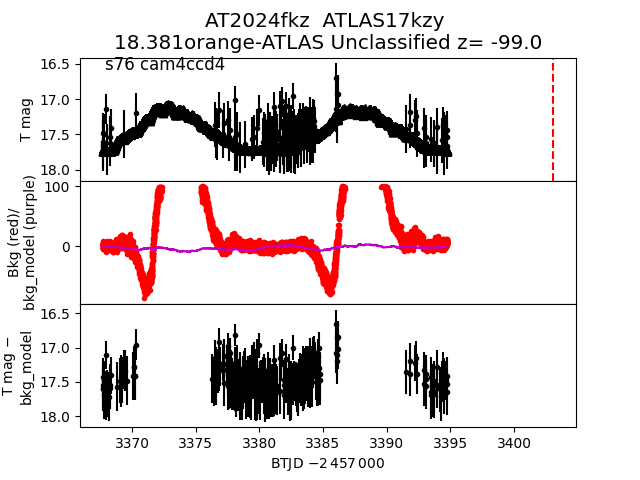 AT2024fkz  ATLAS17kzy
18.381orange-ATLAS Unclassified z= -99.0
s76 cam4ccd4
16.5
17.0
17.5
18.0
T mag
100
0
Bkg (red)/
bkg_model (purple)
16.5
17.0
17.5
18.0
T mag −
bkg_model
3370 3375 3380 3385 3390 3395 3400
BTJD −2 457 000